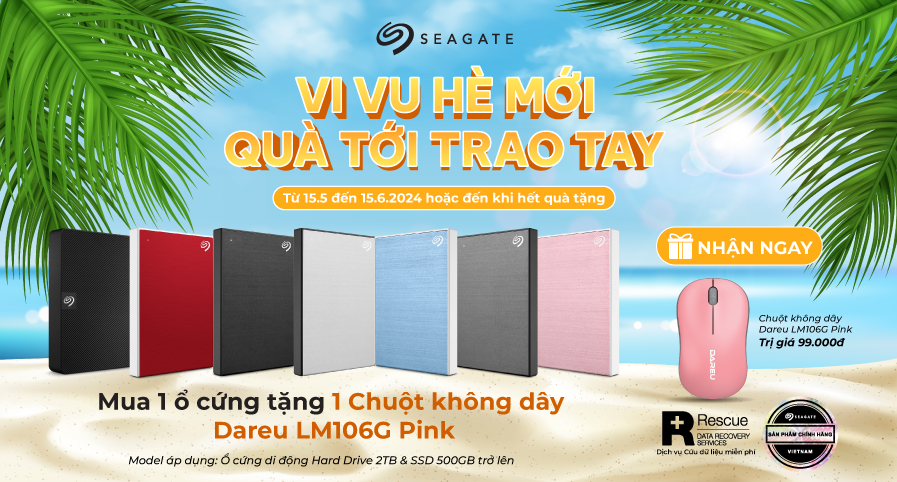 SEAGATE
VI VU HÈ MỚI
QUÀ TỚI TRAO TAY
Từ 15.5 đến 15.6.2024 hoặc đến khi hết quà tặng
NHẬN NGAY
Chuột không dây
Dareu LM106G Pink
Trị giá 99.000đ
DAREU
Mua 1 ổ cứng tặng 1 Chuột không dây
Dareu LM106G Pink
Model áp dụng: Ổ cứng di động Hard Drive 2TB & SSD 500GB trở lên
R Rescue
DATA RECOVERY
SERVICES
Dịch vụ Cứu dữ liệu miễn phí
SEAGATE
SẢN PHẨM CHÍNH HÃNG
VIETNAM